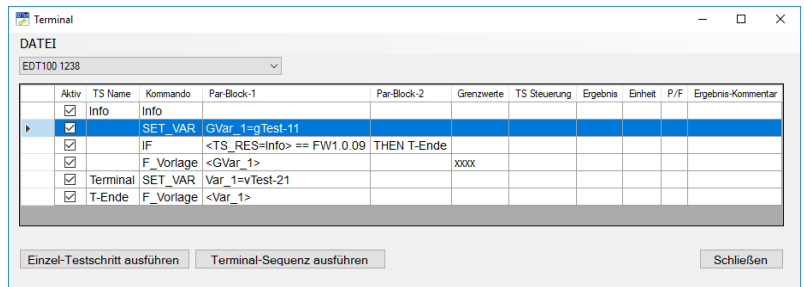 Terminal
DATEI
EDT100 1238
Aktiv TS Name Kommando Par-Block-1 Par-Block-2 Grenzwerte TS Steuerung Ergebnis Einheit P/F Ergebnis-Kommentar
Info Info
SET_VAR GVar_1=gTest-11
IF <TS_RES=Info> == FW1.0.09 THEN T-Ende
F_Vorlage <GVar_1> xxxx
Terminal SET_VAR Var_1=vTest-21
T-Ende F_Vorlage <Var_1>
Einzel-Testschritt ausführen Terminal-Sequenz ausführen Schließen